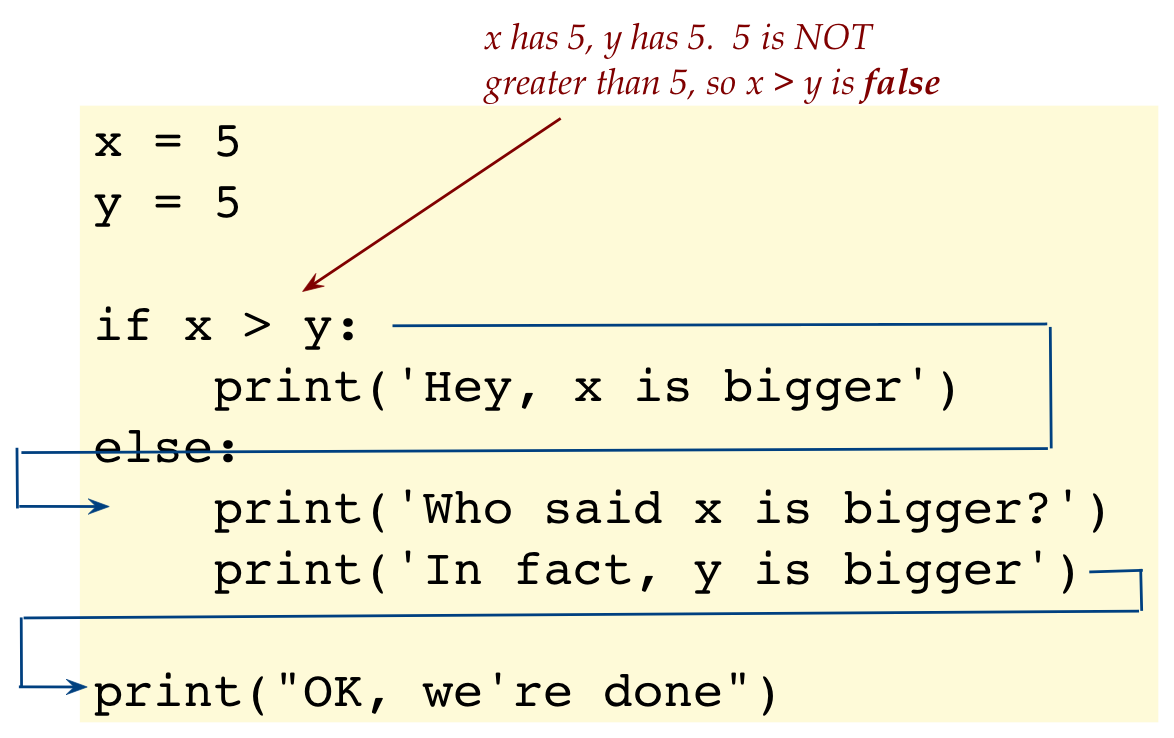 x has 5, y has 5.  5 is NOT
greater than 5, so x > y is false
x = 5
y = 5
if x > y:
    print('Hey, x is bigger')
else:
    print('Who said x is bigger?')
    print('In fact, y is bigger')
print("OK, we're done")